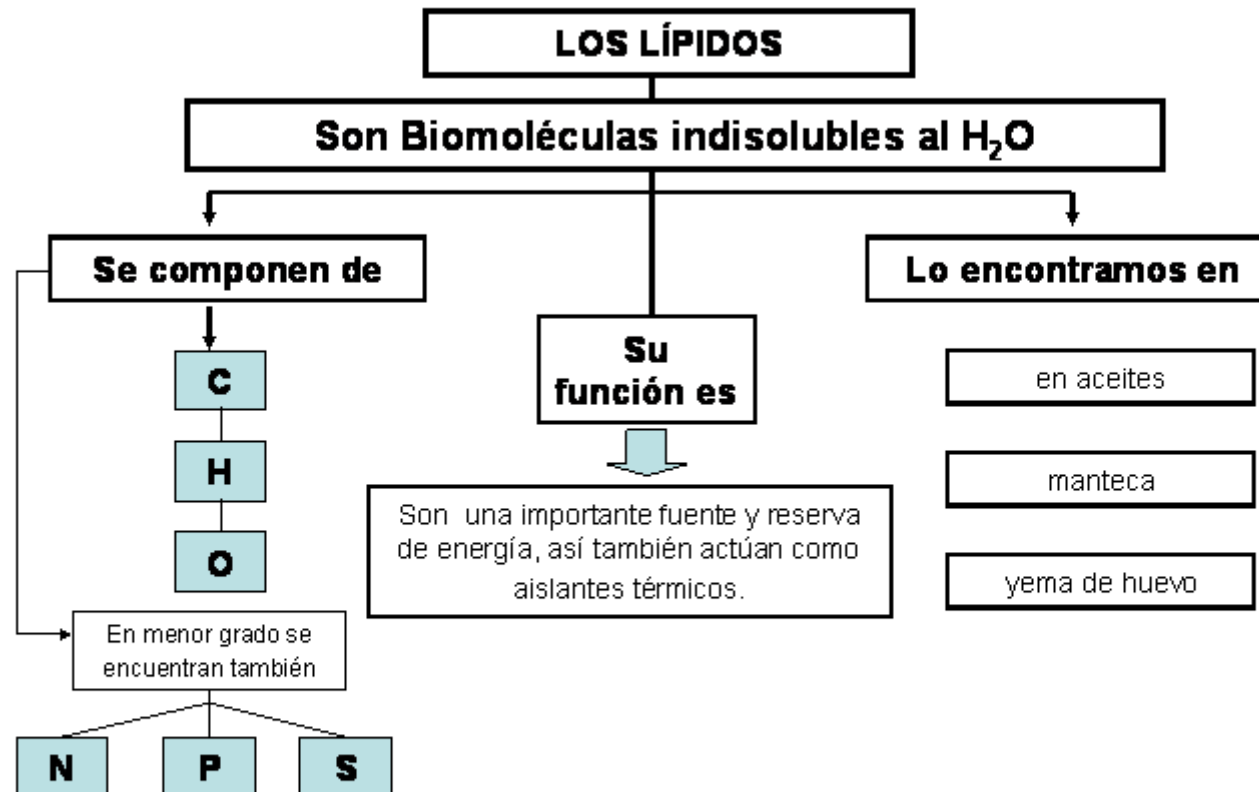 LOS LÍPIDOS
Son Biomoléculas indisolubles al H₂O
Se componen de
C
H
O
En menor grado se
encuentran también
N
P
S
Su
función es
Son una importante fuente y reserva
de energía, así también actúan como
aislantes térmicos.
Lo encontramos en
en aceites
manteca
yema de huevo